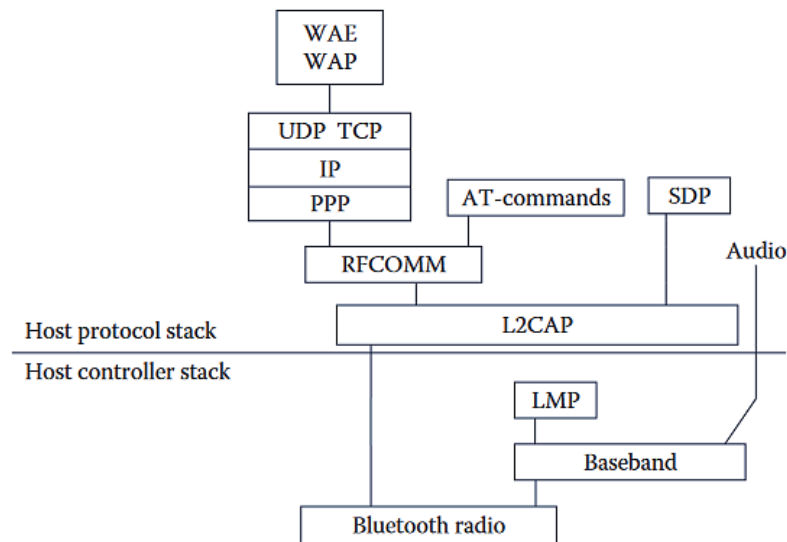 WAE
WAP
UDP TCP
IP
PPP
AT-commands
SDP
RFCOMM
Audio
L2CAP
Host protocol stack
Host controller stack
LMP
Baseband
Bluetooth radio